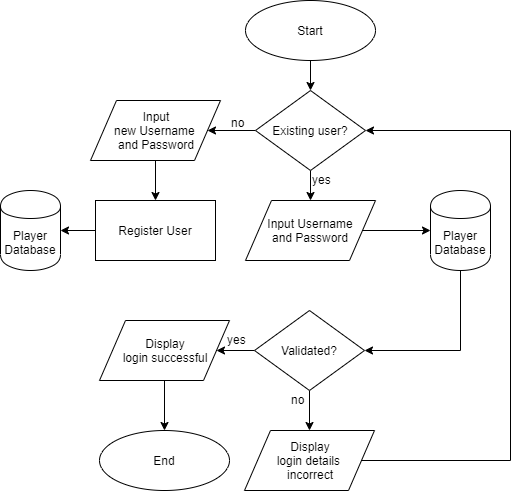 Start
Existing user?
no
yes
Input
new Username
and Password
Register User
Player
Database
Input Username
and Password
Player
Database
Validated?
yes
no
Display
login successful
End
Display
login details
incorrect